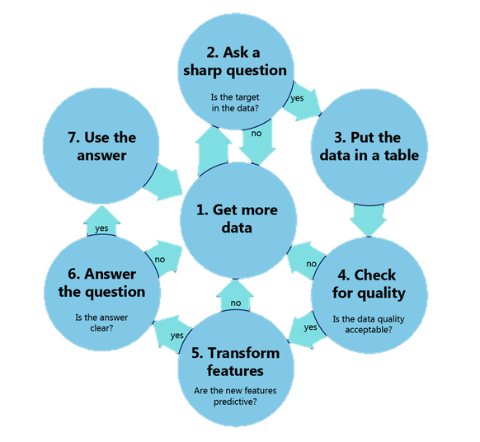 2. Ask a
sharp question
Is the target
in the data?
yes
no
3. Put the
data in a table
7. Use the
answer
1. Get more
data
4. Check
for quality
Is the data quality
acceptable?
no
yes
5. Transform
features
Are the new features
predictive?
no
yes
6. Answer
the question
Is the answer
clear?
no
yes